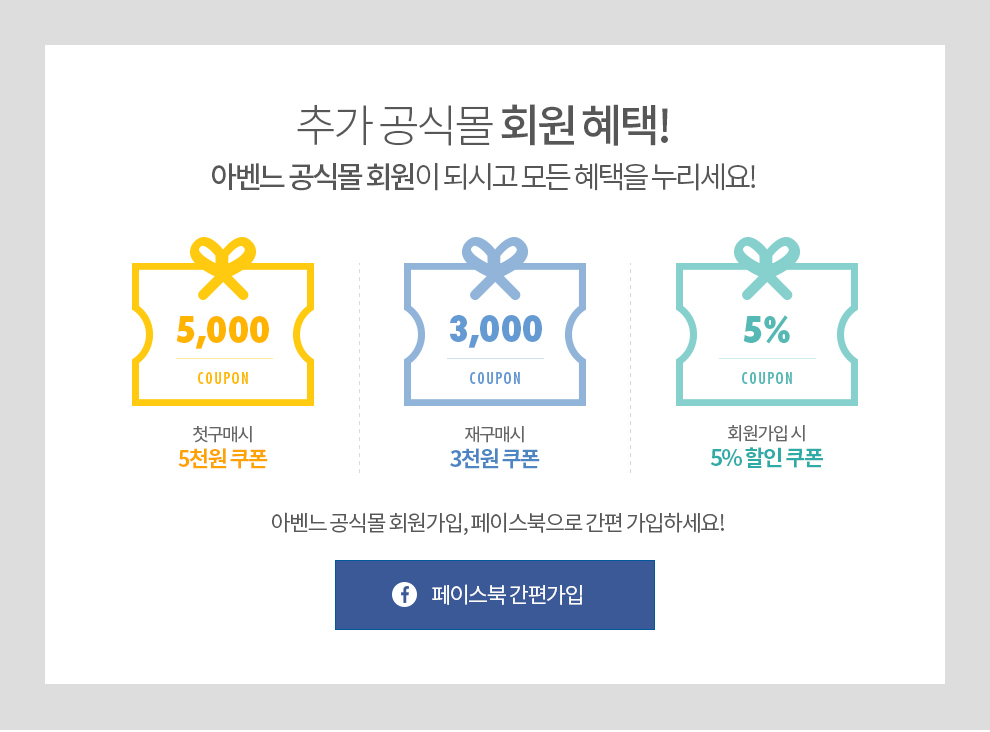 추가 공식몰 회원 혜택!
아벤느 공식몰 회원이 되시고 모든 혜택을 누리세요!
5,000
COUPON
첫구매시
5천원 쿠폰
3,000
COUPON
재구매시
3천원 쿠폰
5%
COUPON
회원가입 시
5% 할인 쿠폰
아벤느 공식몰 회원가입, 페이스북으로 간편 가입하세요!
페이스북 간편가입